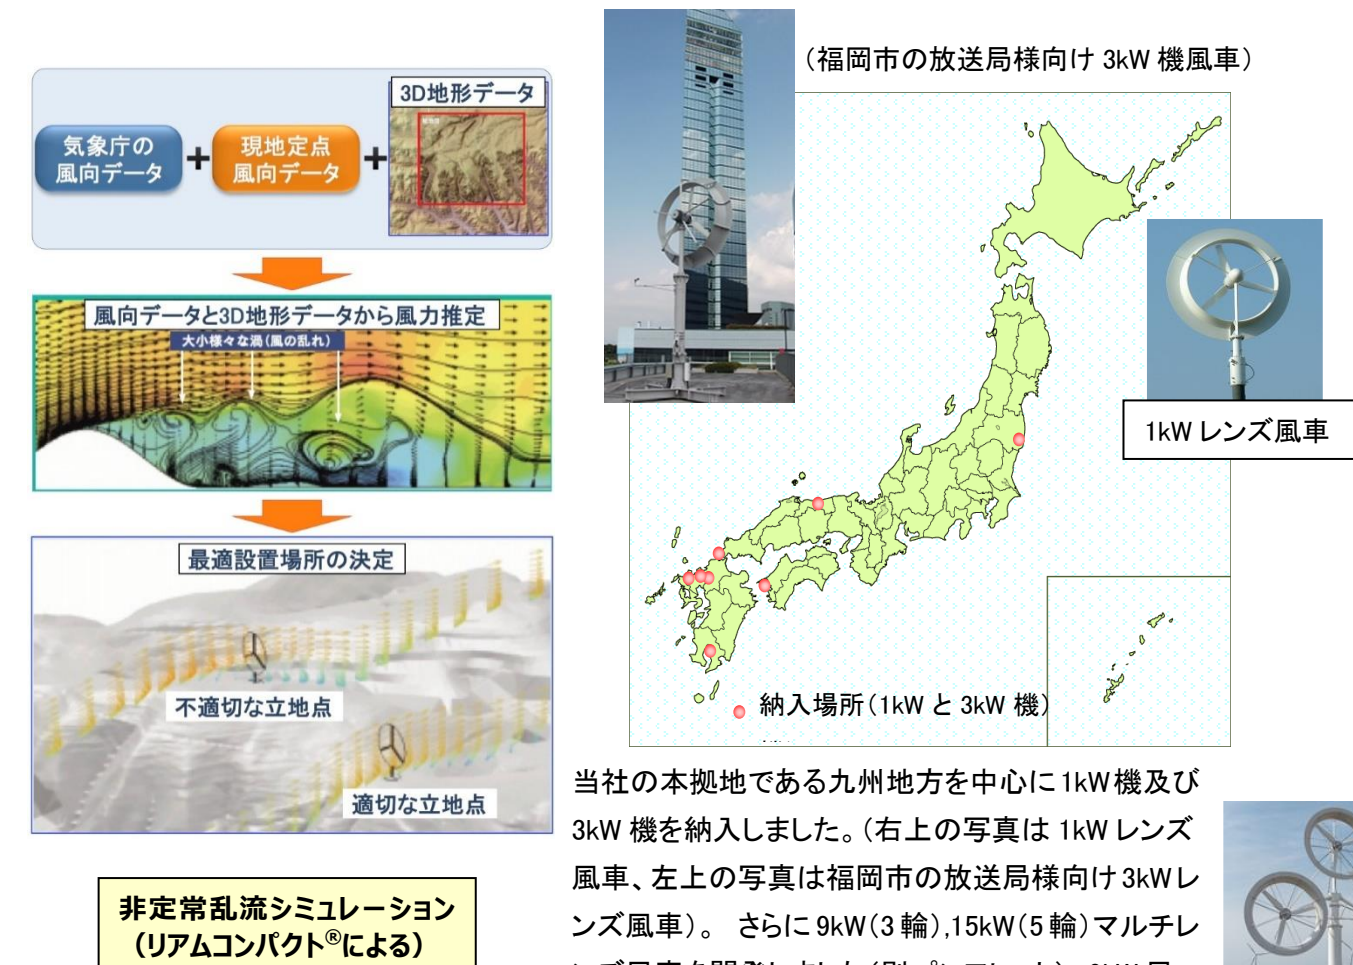 3D地形データ
気象庁の
風向データ
+
現地定点
風向データ
+
風向データと3D地形データから風力推定
大小様々な渦(風の乱れ)
最適設置場所の決定
不適切な立地点
適切な立地点
非定常乱流シミュレーション
(リアムコンパクト®による)
(福岡市の放送局様向け 3kW 機風車)
1kW レンズ風車
納入場所(1kW と 3kW 機)
当社の本拠地である九州地方を中心に1kW機及び
3kW 機を納入しました。(右上の写真は 1kW レンズ
風車、左上の写真は福岡市の放送局様向け3kWレ
ンズ風車)。 さらに9kW(3輪),15kW(5輪)マルチレ